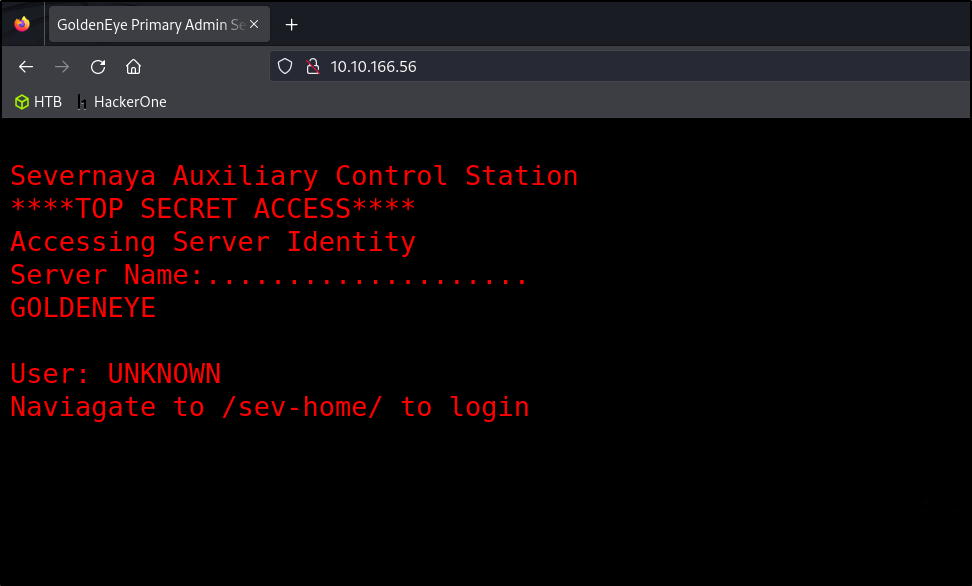 GoldenEye Primary Admin Se
10.10.166.56
HTB
HackerOne
Severnaya Auxiliary Control Station
****TOP SECRET ACCESS****
Accessing Server Identity
Server Name:....................
GOLDENEYE
User: UNKNOWN
Naviagate to /sev-home/ to login